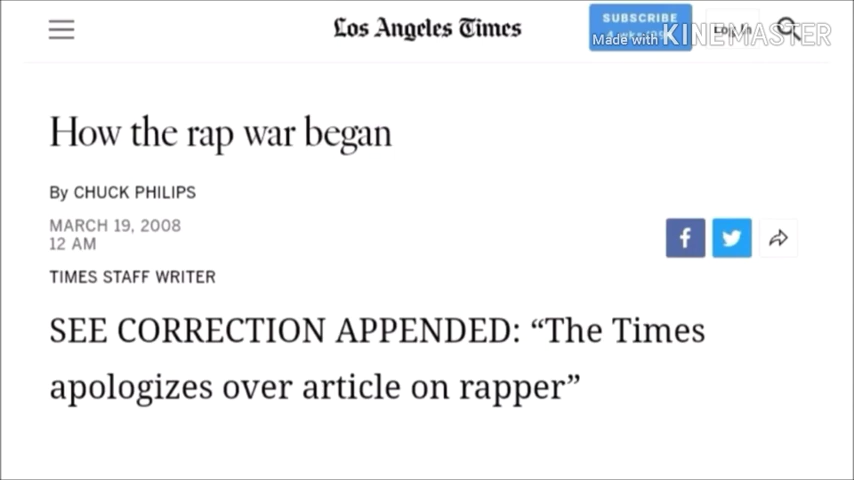 Los Angeles Times
SUBSCRIBE
Made with KINEMASTER
How the rap war began
By CHUCK PHILIPS
MARCH 19, 2008
12 AM
TIMES STAFF WRITER
SEE CORRECTION APPENDED: “The Times
apologizes over article on rapper”